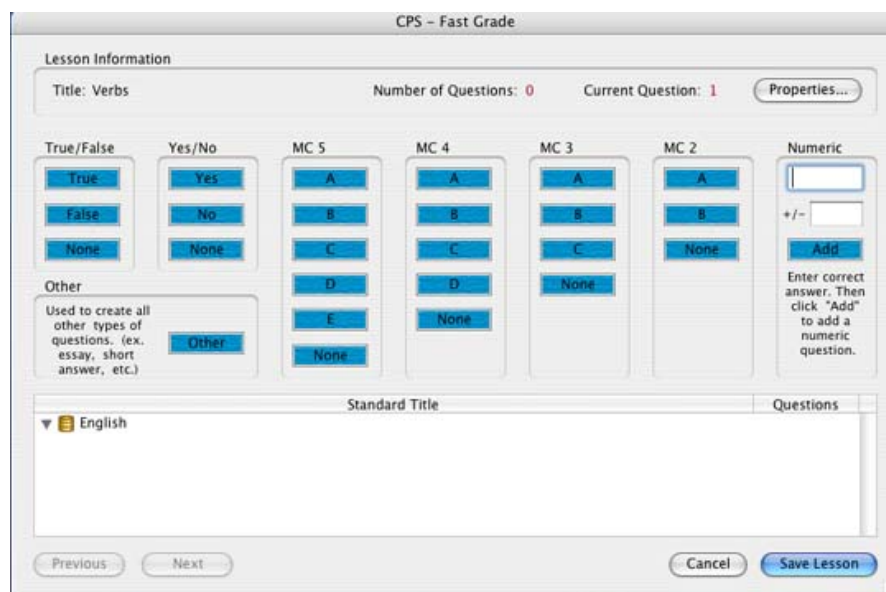 CPS – Fast Grade
Lesson Information
Title: Verbs
Number of Questions: 0
Current Question: 1
Properties...
True/False
True
False
None
Yes/No
Yes
No
None
MC 5
A
B
C
D
E
None
MC 4
A
B
C
D
None
MC 3
A
B
C
None
MC 2
A
B
None
Numeric
+/-
Add
Enter correct
answer. Then
click "Add"
to add a
numeric
question.
Other
Used to create all
other types of
questions. (ex.
essay, short
answer, etc.)
Other
Standard Title
Questions
English
Previous
Next
Cancel
Save Lesson